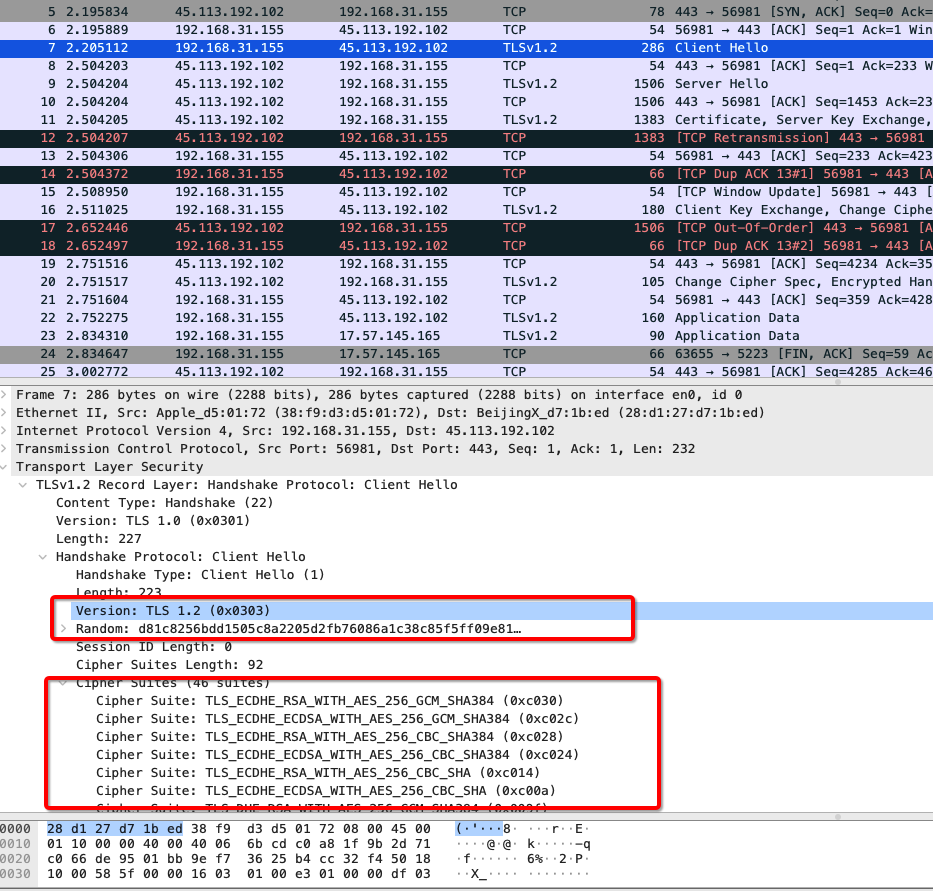 5 2.195834 45.113.192.102 192.168.31.155 TCP 78 443 → 56981 [SYN, ACK] Seq=0 Ack=
6 2.195889 192.168.31.155 45.113.192.102 TCP 54 56981 → 443 [ACK] Seq=1 Ack=1 Win
7 2.205112 192.168.31.155 45.113.192.102 TLSv1.2 286 Client Hello
8 2.504203 45.113.192.102 192.168.31.155 TCP 54 443 → 56981 [ACK] Seq=1 Ack=233 W
9 2.504204 45.113.192.102 192.168.31.155 TLSv1.2 1506 Server Hello
10 2.504204 45.113.192.102 192.168.31.155 TCP 1506 443 → 56981 [ACK] Seq=1453 Ack=23
11 2.504205 45.113.192.102 192.168.31.155 TLSv1.2 1383 Certificate, Server Key Exchange,
12 2.504207 45.113.192.102 192.168.31.155 TCP 1383 [TCP Retransmission] 443 → 56981
13 2.504306 192.168.31.155 45.113.192.102 TCP 54 56981 → 443 [ACK] Seq=233 Ack=423
14 2.504372 192.168.31.155 45.113.192.102 TCP 66 [TCP Dup ACK 13#1] 56981 → 443 [A
15 2.508950 192.168.31.155 45.113.192.102 TCP 54 [TCP Window Update] 56981 → 443 [
16 2.511025 192.168.31.155 45.113.192.102 TLSv1.2 180 Client Key Exchange, Change Ciphe
17 2.652446 45.113.192.102 192.168.31.155 TCP 1506 [TCP Out-Of-Order] 443 → 56981 [A
18 2.652497 192.168.31.155 45.113.192.102 TCP 66 [TCP Dup ACK 13#2] 56981 → 443 [A
19 2.751516 45.113.192.102 192.168.31.155 TCP 54 443 → 56981 [ACK] Seq=4234 Ack=35
20 2.751517 45.113.192.102 192.168.31.155 TLSv1.2 105 Change Cipher Spec, Encrypted Han
21 2.751604 192.168.31.155 45.113.192.102 TCP 54 56981 → 443 [ACK] Seq=359 Ack=428
22 2.752275 192.168.31.155 45.113.192.102 TLSv1.2 160 Application Data
23 2.834310 192.168.31.155 17.57.145.165 TLSv1.2 90 Application Data
24 2.834647 192.168.31.155 17.57.145.165 TCP 66 63655 → 5223 [FIN, ACK] Seq=59 Ac
25 3.002772 45.113.192.102 192.168.31.155 TCP 54 443 → 56981 [ACK] Seq=4285 Ack=46
Frame 7: 286 bytes on wire (2288 bits), 286 bytes captured (2288 bits) on interface en0, id 0
Ethernet II, Src: Apple_d5:01:72 (38:f9:d3:d5:01:72), Dst: BeijingX_d7:1b:ed (28:d1:27:d7:1b:ed)
Internet Protocol Version 4, Src: 192.168.31.155, Dst: 45.113.192.102
Transmission Control Protocol, Src Port: 56981, Dst Port: 443, Seq: 1, Ack: 1, Len: 232
Transport Layer Security
TLSv1.2 Record Layer: Handshake Protocol: Client Hello
Content Type: Handshake (22)
Version: TLS 1.0 (0x0301)
Length: 227
Handshake Protocol: Client Hello
Handshake Type: Client Hello (1)
Length: 223
Version: TLS 1.2 (0x0303)
Random: d81c8256bdd1505c8a2205d2fb76086a1c38c85f5ff09e81…
Session ID Length: 0
Cipher Suites Length: 92
Cipher Suites (46 suites)
Cipher Suite: TLS_ECDHE_RSA_WITH_AES_256_GCM_SHA384 (0xc030)
Cipher Suite: TLS_ECDHE_ECDSA_WITH_AES_256_GCM_SHA384 (0xc02c)
Cipher Suite: TLS_ECDHE_RSA_WITH_AES_256_CBC_SHA384 (0xc028)
Cipher Suite: TLS_ECDHE_ECDSA_WITH_AES_256_CBC_SHA384 (0xc024)
Cipher Suite: TLS_ECDHE_RSA_WITH_AES_256_CBC_SHA (0xc014)
Cipher Suite: TLS_ECDHE_ECDSA_WITH_AES_256_CBC_SHA (0xc00a)
0000 28 d1 27 d7 1b ed 38 f9 d3 d5 01 72 08 00 45 00 (·'···8· ···r··E·
0010 01 10 00 00 40 00 40 06 6b cd c0 a8 1f 9b 2d 71 ····@·@· k·····-q
0020 c0 66 de 95 01 bb 9e f7 36 25 b4 cc 32 f4 50 18 ·f······ 6%··2·P·
0030 10 00 58 5f 00 00 16 03 01 00 e3 01 00 00 df 03 ··X_···· ········